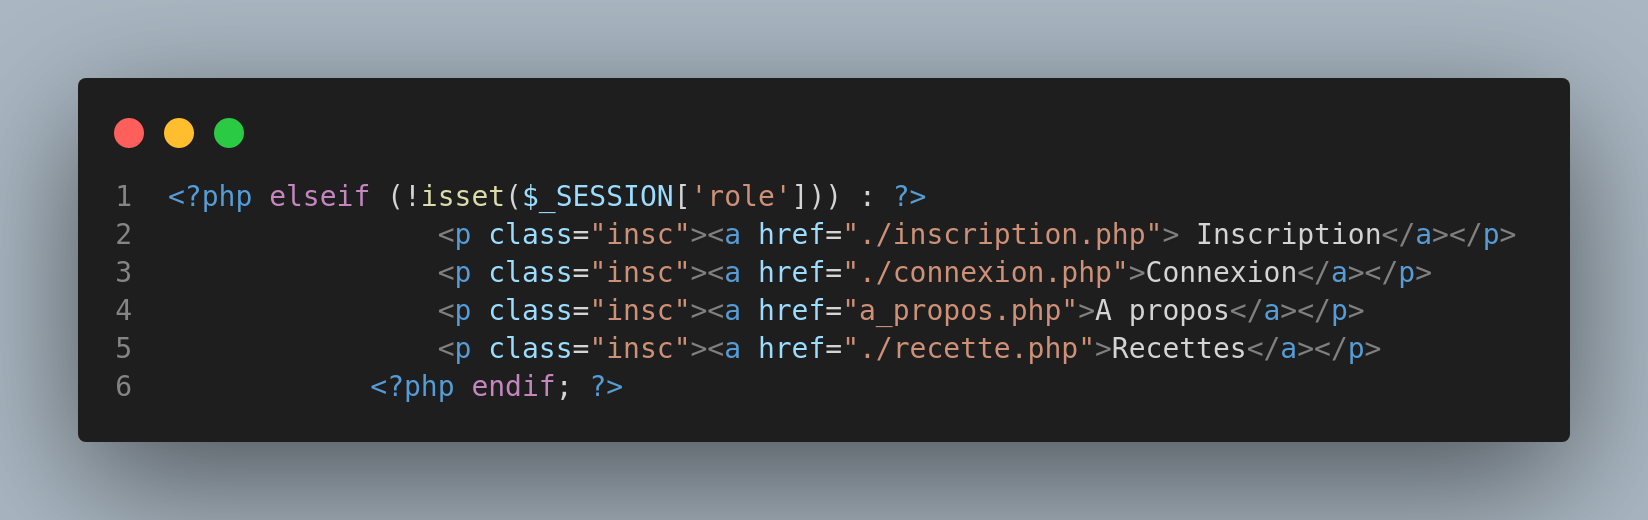 1 <?php elseif (!isset($_SESSION['role'])) : ?>
2 <p class="insc"><a href="./inscription.php"> Inscription</a></p>
3 <p class="insc"><a href="./connexion.php">Connexion</a></p>
4 <p class="insc"><a href="a_propos.php">A propos</a></p>
5 <p class="insc"><a href="./recette.php">Recettes</a></p>
6 <?php endif; ?>